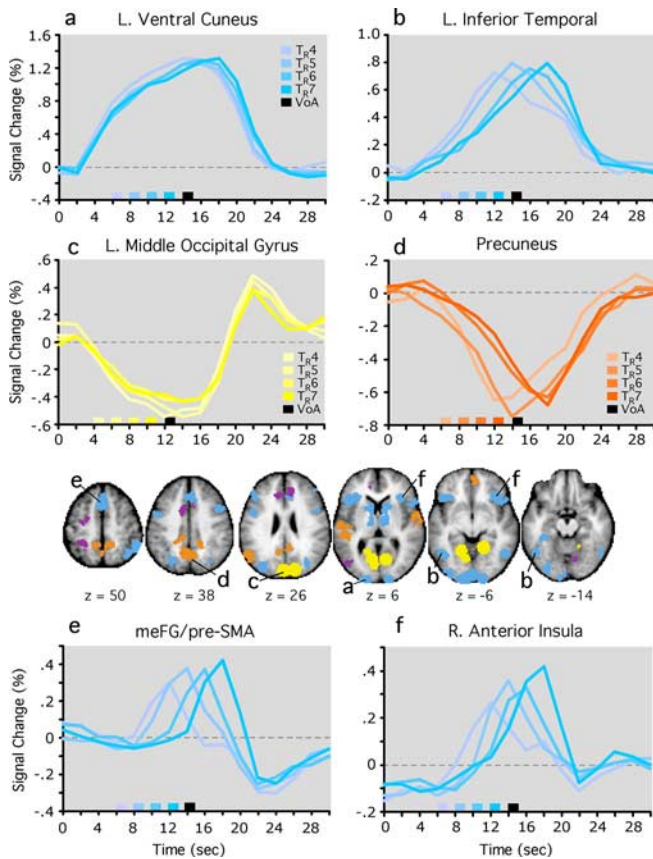 a
L. Ventral Cuneus
Signal Change (%)
1.6
1.2
.8
.4
0
-.4
0 4 8 12 16 20 24 28
TR4
TR5
TR6
TR7
VoA
b
L. Inferior Temporal
1.0
.8
.6
.4
.2
0
-.2
0 4 8 12 16 20 24 28
c
L. Middle Occipital Gyrus
Signal Change (%)
.6
.4
.2
0
-.2
-.4
-.6
0 4 8 12 16 20 24 28
TR4
TR5
TR6
TR7
VoA
d
Precuneus
.2
0
-.2
-.4
-.6
-.8
0 4 8 12 16 20 24 28
TR4
TR5
TR6
TR7
VoA
e
f
f
d
c
a
b
b
z = 50
z = 38
z = 26
z = 6
z = -6
z = -14
e
meFG/pre-SMA
Signal Change (%)
.6
.4
.2
0
-.2
-.4
0 4 8 12 16 20 24 28
Time (sec)
f
R. Anterior Insula
.6
.4
.2
0
-.2
0 4 8 12 16 20 24 28
Time (sec)